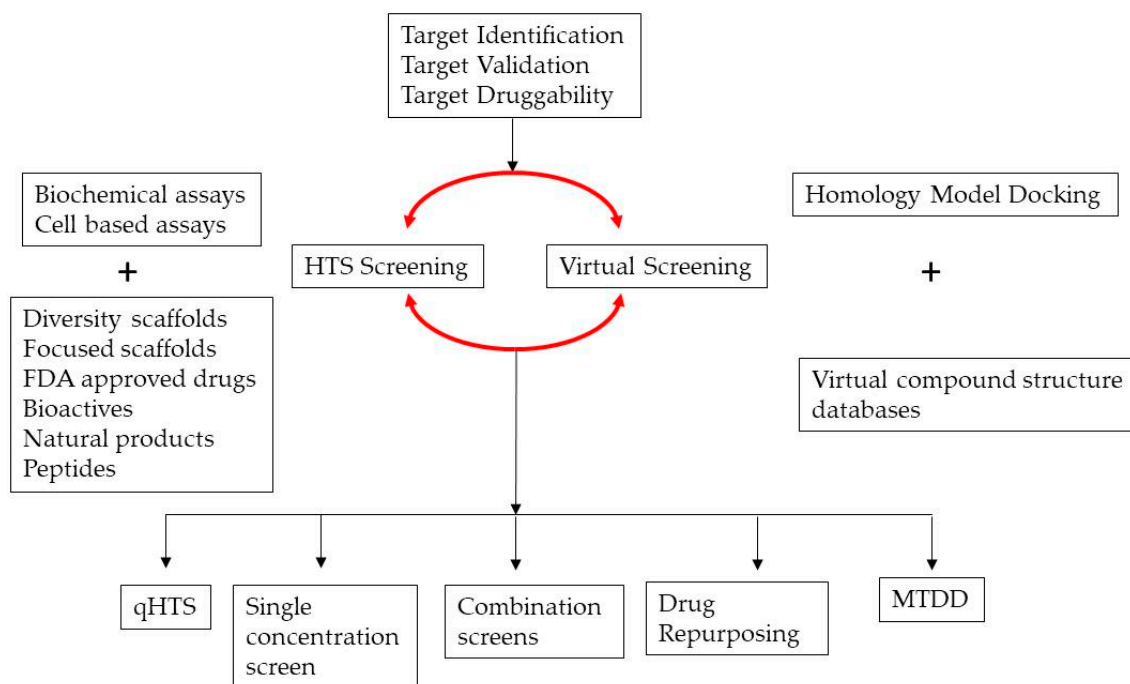 Target Identification
Target Validation
Target Druggability
Biochemical assays
Cell based assays
+
Diversity scaffolds
Focused scaffolds
FDA approved drugs
Bioactives
Natural products
Peptides
HTS Screening
Virtual Screening
Homology Model Docking
+
Virtual compound structure
databases
qHTS
Single
concentration
screen
Combination
screens
Drug
Repurposing
MTDD